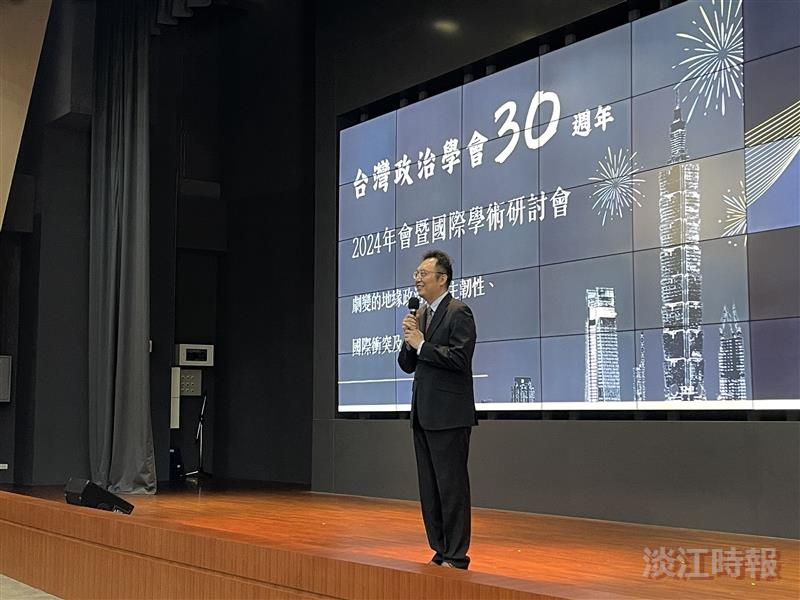 台灣政治學會30週年
2024年會暨國際學術研討會
劇變的地緣政 主韌性、
國際衝突及
淡江時報